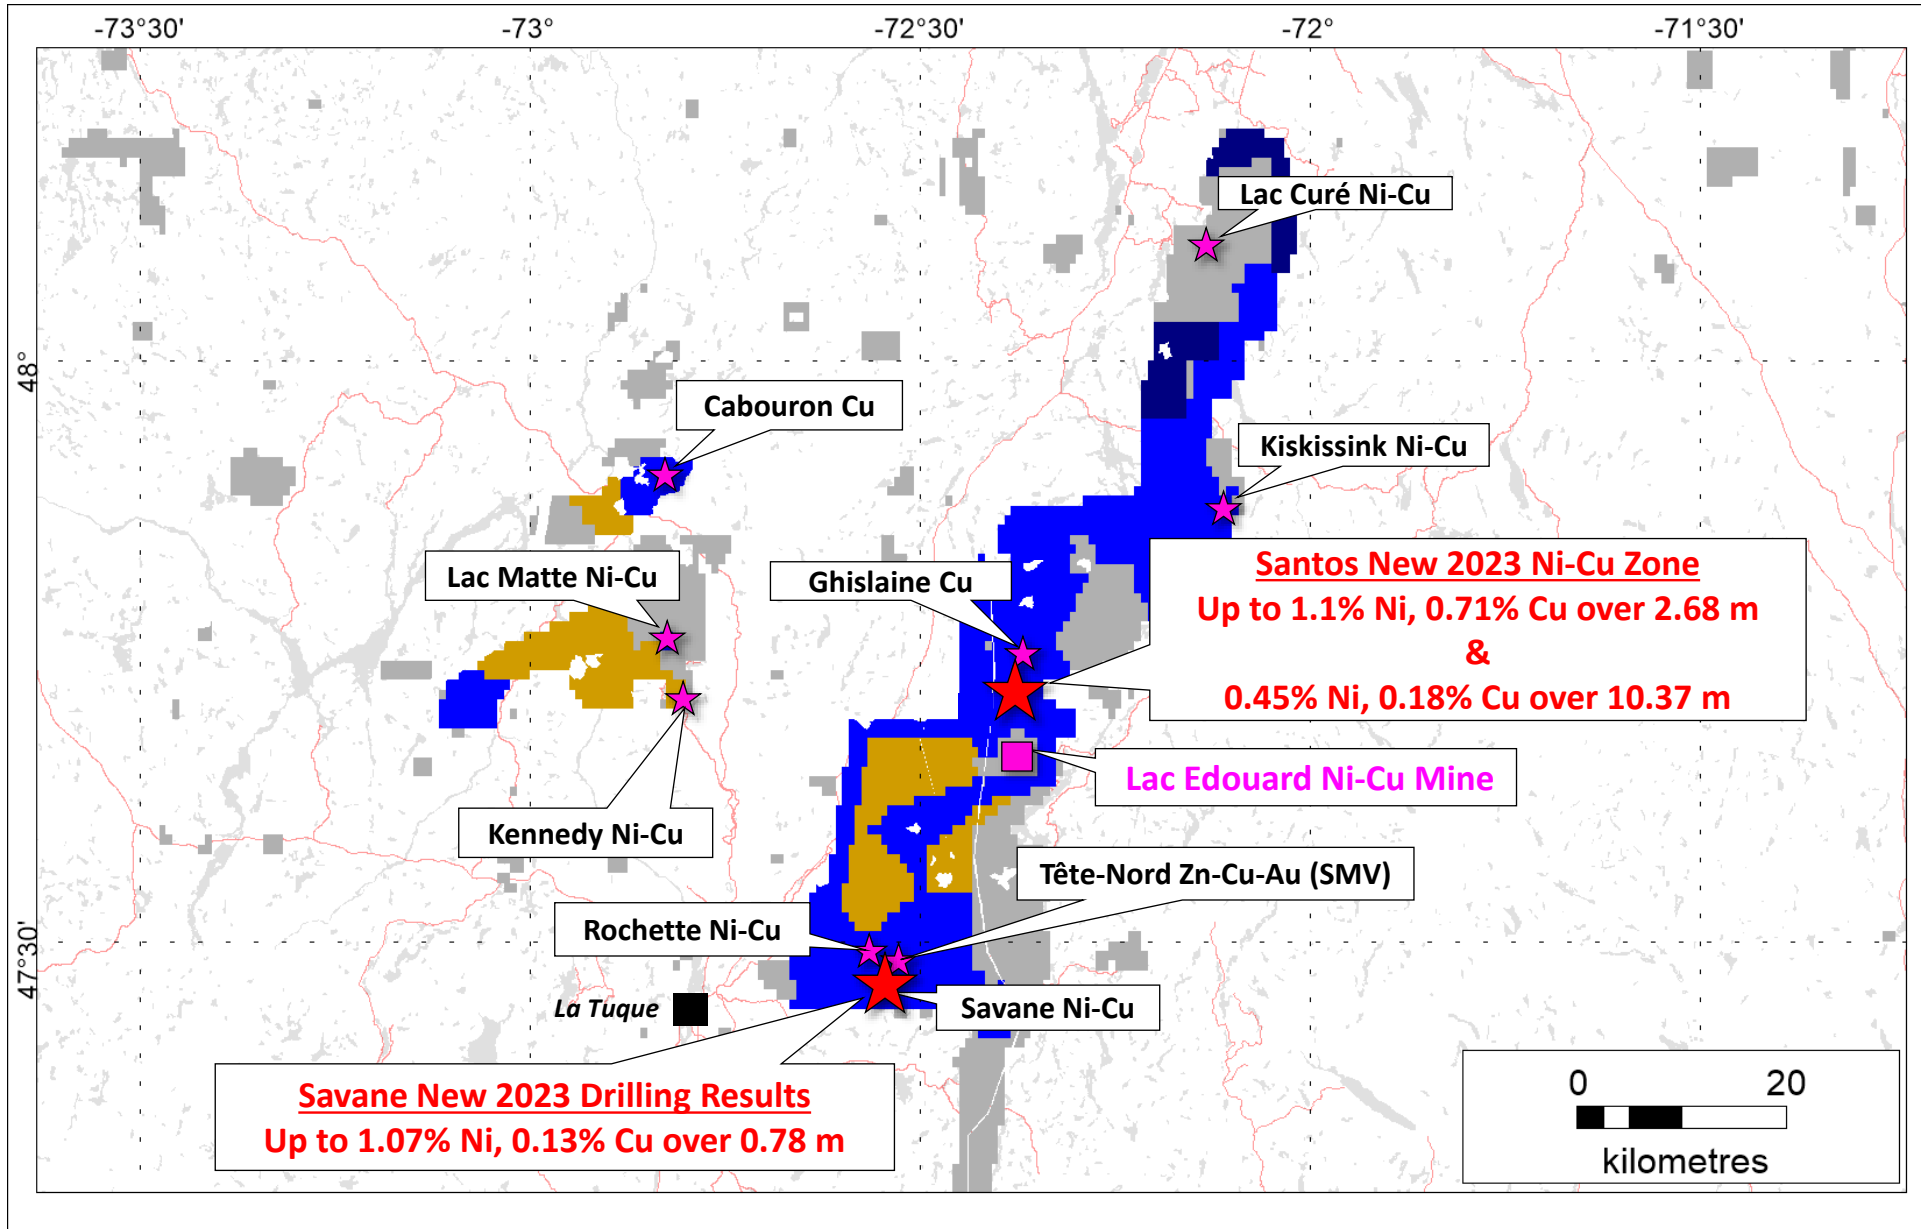 -73°30'
-73°
-72°30'
-72°
-71°30'
48°
47°30'
Lac Curé Ni-Cu
Cabouron Cu
Kiskissink Ni-Cu
Lac Matte Ni-Cu
Ghislaine Cu
Santos New 2023 Ni-Cu Zone
Up to 1.1% Ni, 0.71% Cu over 2.68 m
&
0.45% Ni, 0.18% Cu over 10.37 m
Lac Edouard Ni-Cu Mine
Kennedy Ni-Cu
Tête-Nord Zn-Cu-Au (SMV)
Rochette Ni-Cu
La Tuque
Savane Ni-Cu
Savane New 2023 Drilling Results
Up to 1.07% Ni, 0.13% Cu over 0.78 m
0 20
kilometres